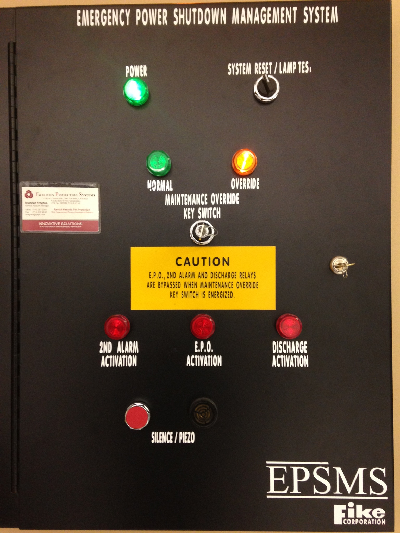 EMERGENCY POWER SHUTDOWN MANAGEMENT SYSTEM
POWER
SYSTEM RESET / LAMP TEST
NORMAL
OVERRIDE
MAINTENANCE OVERRIDE
KEY SWITCH
INNOVATIVE SOLUTIONS
CAUTION
E.P.O., 2ND ALARM AND DISCHARGE RELAYS
ARE BYPASSED WHEN MAINTENANCE OVERRIDE
KEY SWITCH IS ENERGIZED.
2ND ALARM
ACTIVATION
E.P.O.
ACTIVATION
DISCHARGE
ACTIVATION
SILENCE / PIEZO
EPSMS
Fike
CORPORATION